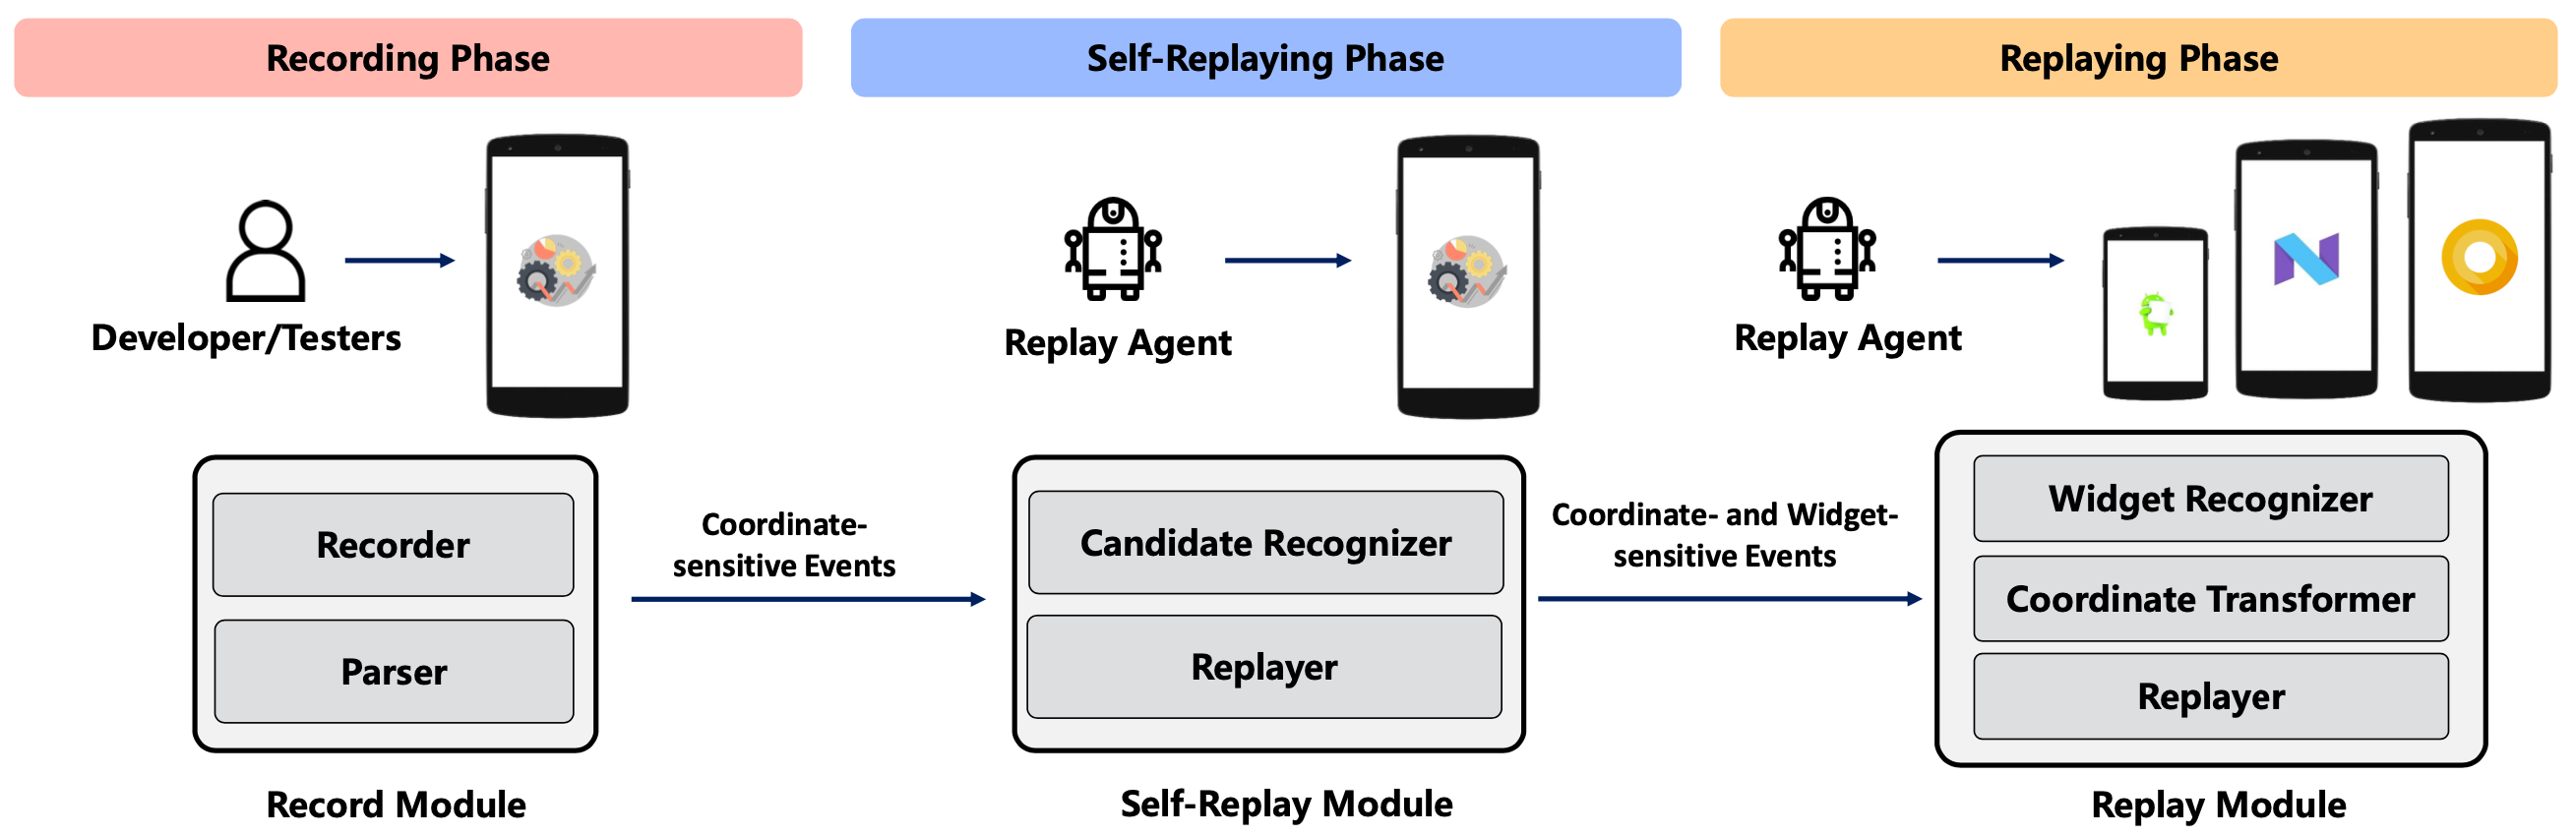 Recording Phase
Self-Replaying Phase
Replaying Phase
Developer/Testers
Replay Agent
Replay Agent
Recorder
Parser
Record Module
Coordinate-
sensitive Events
Candidate Recognizer
Replayer
Self-Replay Module
Coordinate- and Widget-
sensitive Events
Widget Recognizer
Coordinate Transformer
Replayer
Replay Module